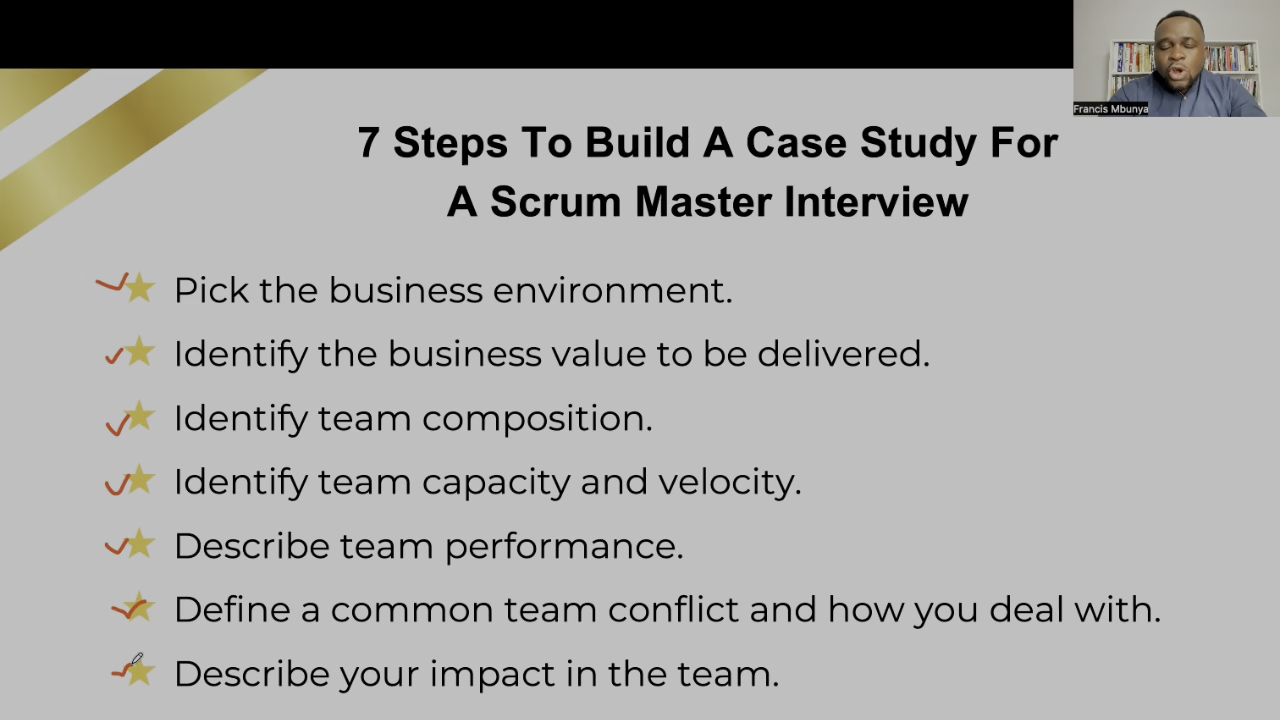 Francis Mbunya
7 Steps To Build A Case Study For
A Scrum Master Interview
Pick the business environment.
Identify the business value to be delivered.
Identify team composition.
Identify team capacity and velocity.
Describe team performance.
Define a common team conflict and how you deal with.
Describe your impact in the team.